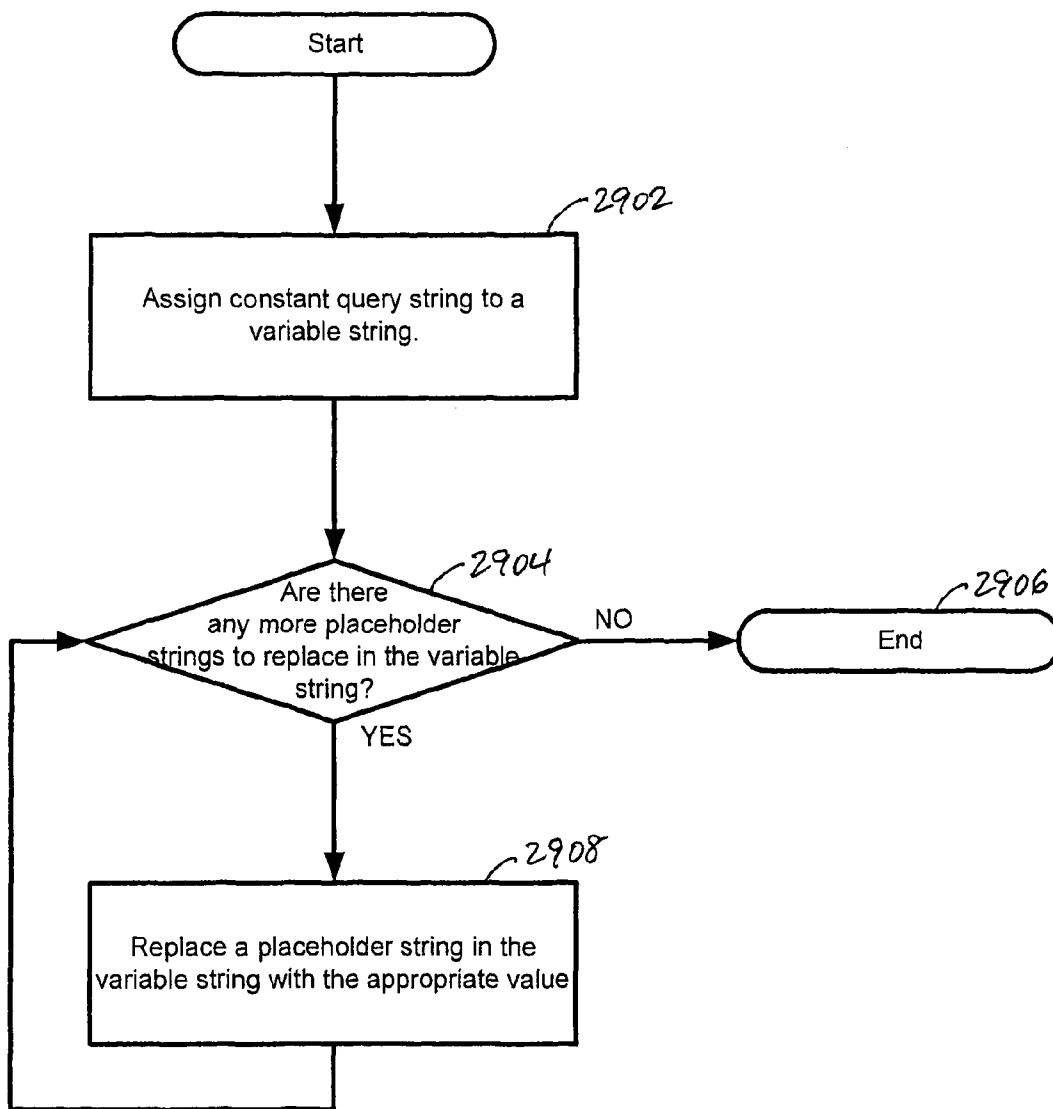 Start
2902
Assign constant query string to a
variable string.
2904
Are there
any more placeholder
strings to replace in the variable
string?
NO
2906
End
YES
2908
Replace a placeholder string in the
variable string with the appropriate value